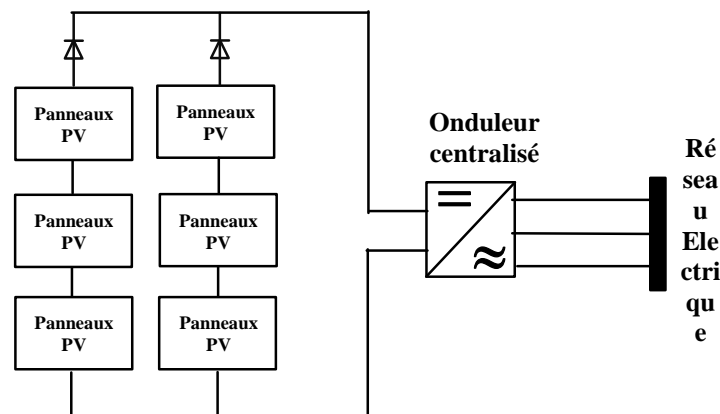 Panneaux
PV
Panneaux
PV
Onduleur
centralisé
Ré
sea
u
Ele
ctri
qu
e
Panneaux
PV
Panneaux
PV
Panneaux
PV
Panneaux
PV